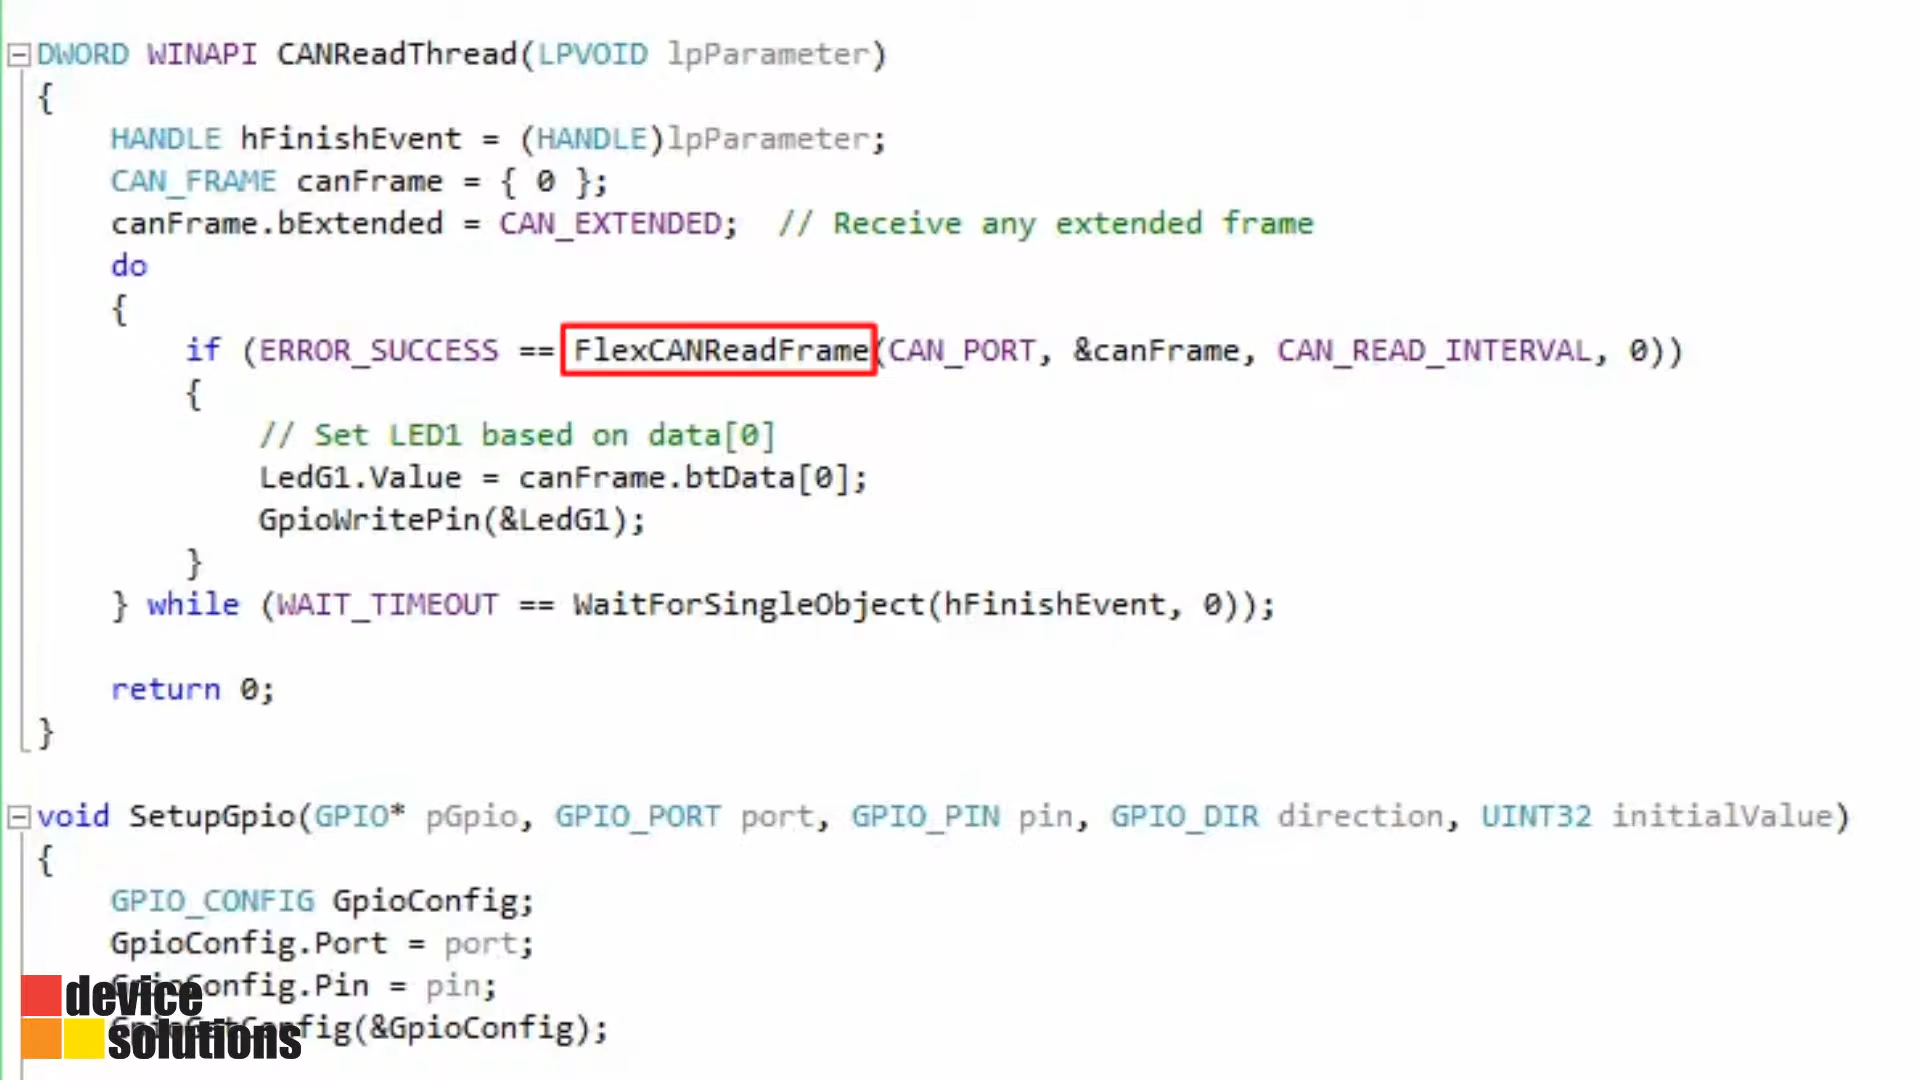 DWORD WINAPI CANReadThread(LPVOID lpParameter)
{
    HANDLE hFinishEvent = (HANDLE)lpParameter;
    CAN_FRAME canFrame = { 0 };
    canFrame.bExtended = CAN_EXTENDED;  // Receive any extended frame
    do
    {
        if (ERROR_SUCCESS == FlexCANReadFrame(CAN_PORT, &canFrame, CAN_READ_INTERVAL, 0))
        {
            // Set LED1 based on data[0]
            LedG1.Value = canFrame.btData[0];
            GpioWritePin(&LedG1);
        }
    } while (WAIT_TIMEOUT == WaitForSingleObject(hFinishEvent, 0));
    return 0;
}
void SetupGpio(GPIO* pGpio, GPIO_PORT port, GPIO_PIN pin, GPIO_DIR direction, UINT32 initialValue)
{
    GPIO_CONFIG GpioConfig;
    GpioConfig.Port = port;
    GpioConfig.Pin = pin;
    (&GpioConfig);
device
solutions